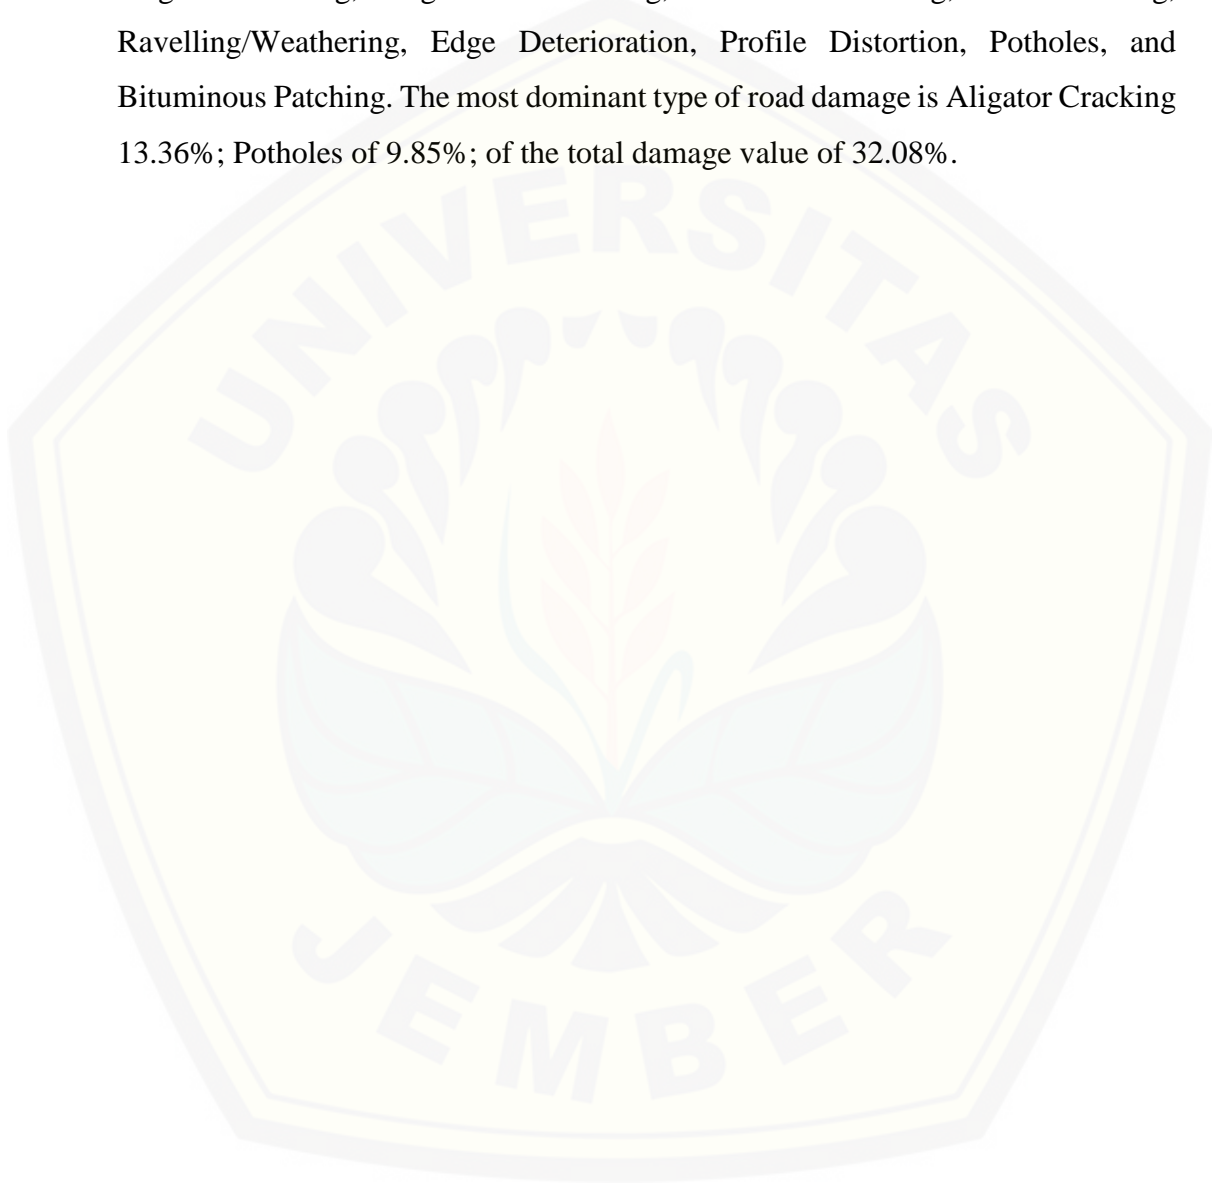 Ravelling/Weathering, Edge Deterioration, Profile Distortion, Potholes, and
Bituminous Patching. The most dominant type of road damage is Aligator Cracking
13.36%; Potholes of 9.85%; of the total damage value of 32.08%.
UNIVERSITAS
JEMBER